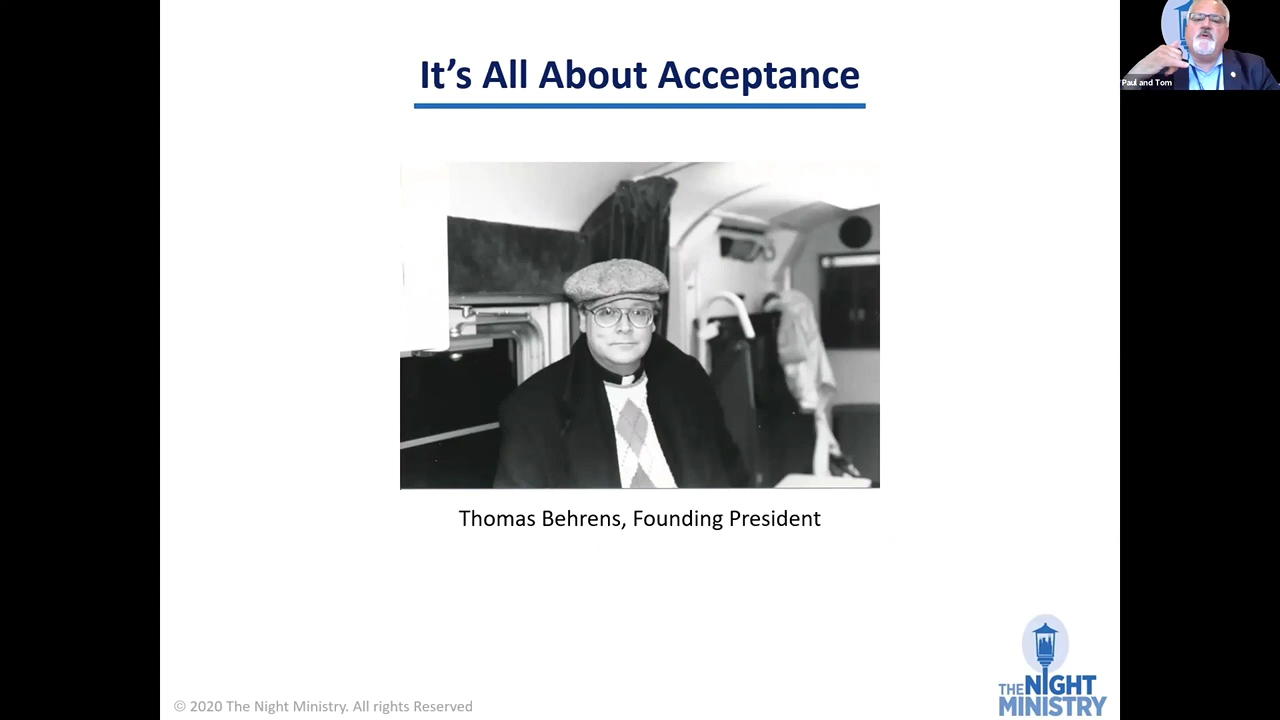 It's All About Acceptance
Paul and Tom
Thomas Behrens, Founding President
THE NIGHT
MINISTRY
© 2020 The Night Ministry. All rights Reserved